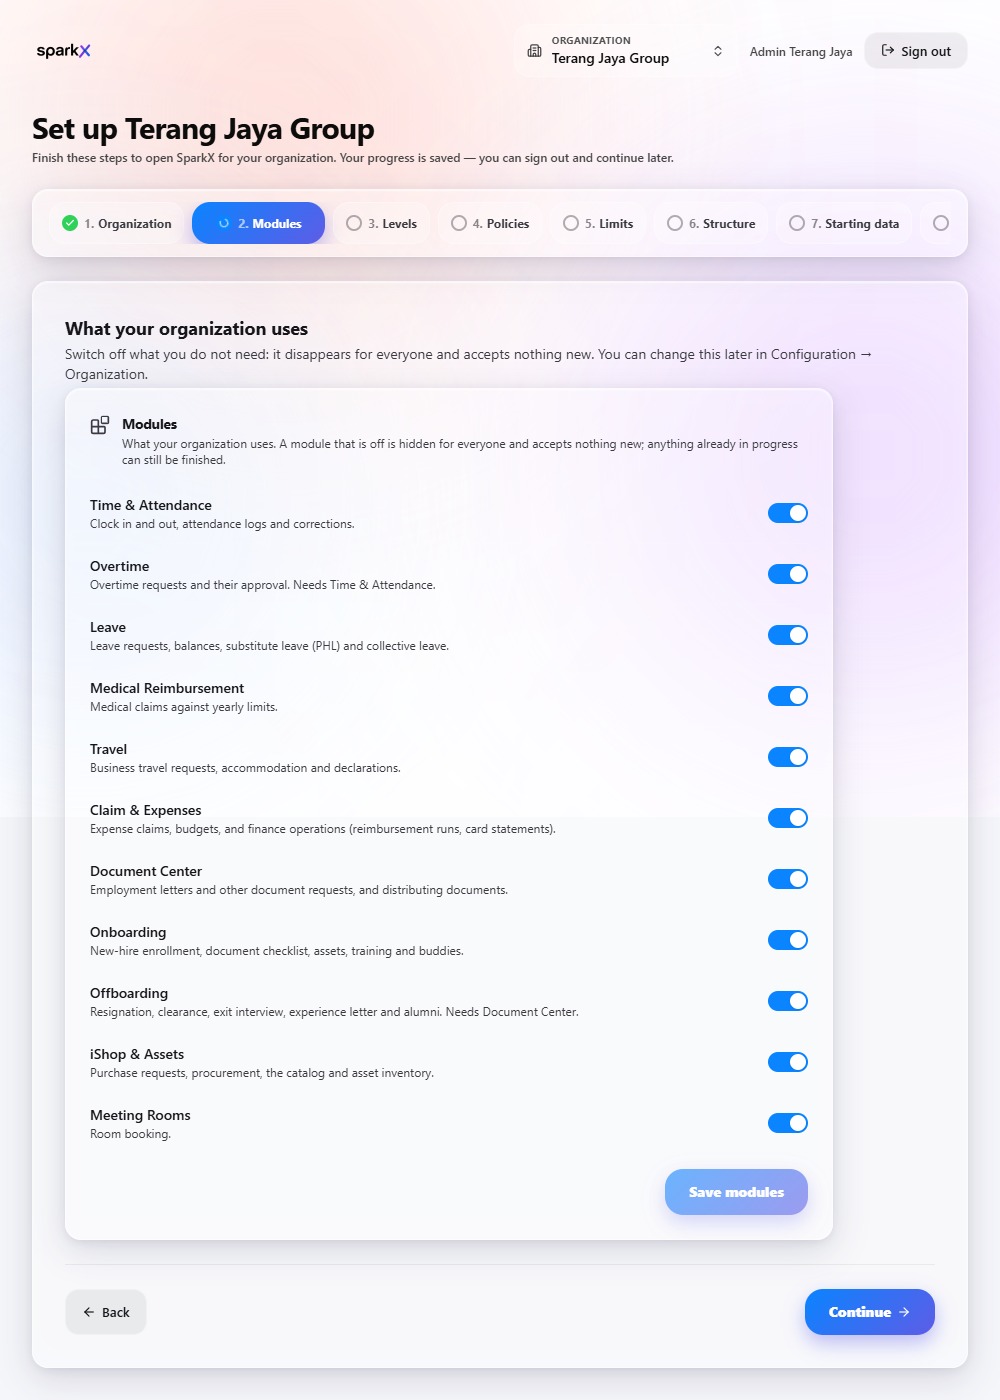 sparkX
ORGANIZATION
Terang Jaya Group
Admin Terang Jaya
Sign out
Set up Terang Jaya Group
Finish these steps to open SparkX for your organization. Your progress is saved — you can sign out and continue later.
1. Organization
2. Modules
3. Levels
4. Policies
5. Limits
6. Structure
7. Starting data
What your organization uses
Switch off what you do not need: it disappears for everyone and accepts nothing new. You can change this later in Configuration →
Organization.
Modules
What your organization uses. A module that is off is hidden for everyone and accepts nothing new; anything already in progress
can still be finished.
Time & Attendance
Clock in and out, attendance logs and corrections.
Overtime
Overtime requests and their approval. Needs Time & Attendance.
Leave
Leave requests, balances, substitute leave (PHL) and collective leave.
Medical Reimbursement
Medical claims against yearly limits.
Travel
Business travel requests, accommodation and declarations.
Claim & Expenses
Expense claims, budgets, and finance operations (reimbursement runs, card statements).
Document Center
Employment letters and other document requests, and distributing documents.
Onboarding
New-hire enrollment, document checklist, assets, training and buddies.
Offboarding
Resignation, clearance, exit interview, experience letter and alumni. Needs Document Center.
iShop & Assets
Purchase requests, procurement, the catalog and asset inventory.
Meeting Rooms
Room booking.
Save modules
← Back
Continue →